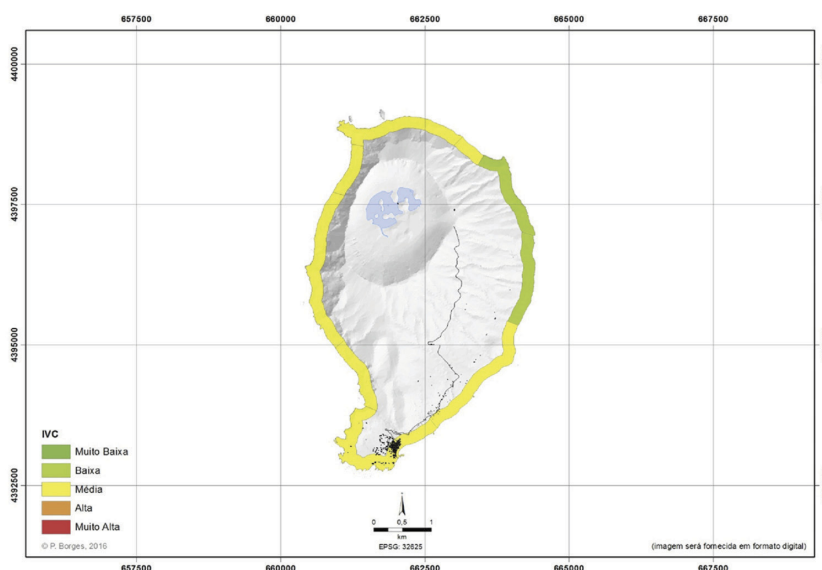 657500 660000 662500 665000 667500
4400000
4397500
4395000
4392500
IVC
Muito Baixa
Baixa
Média
Alta
Muito Alta
© P. Borges, 2016
0 0,5 1
km
EPSG: 32625
(imagem será fornecida em formato digital)
657500 660000 662500 665000 667500